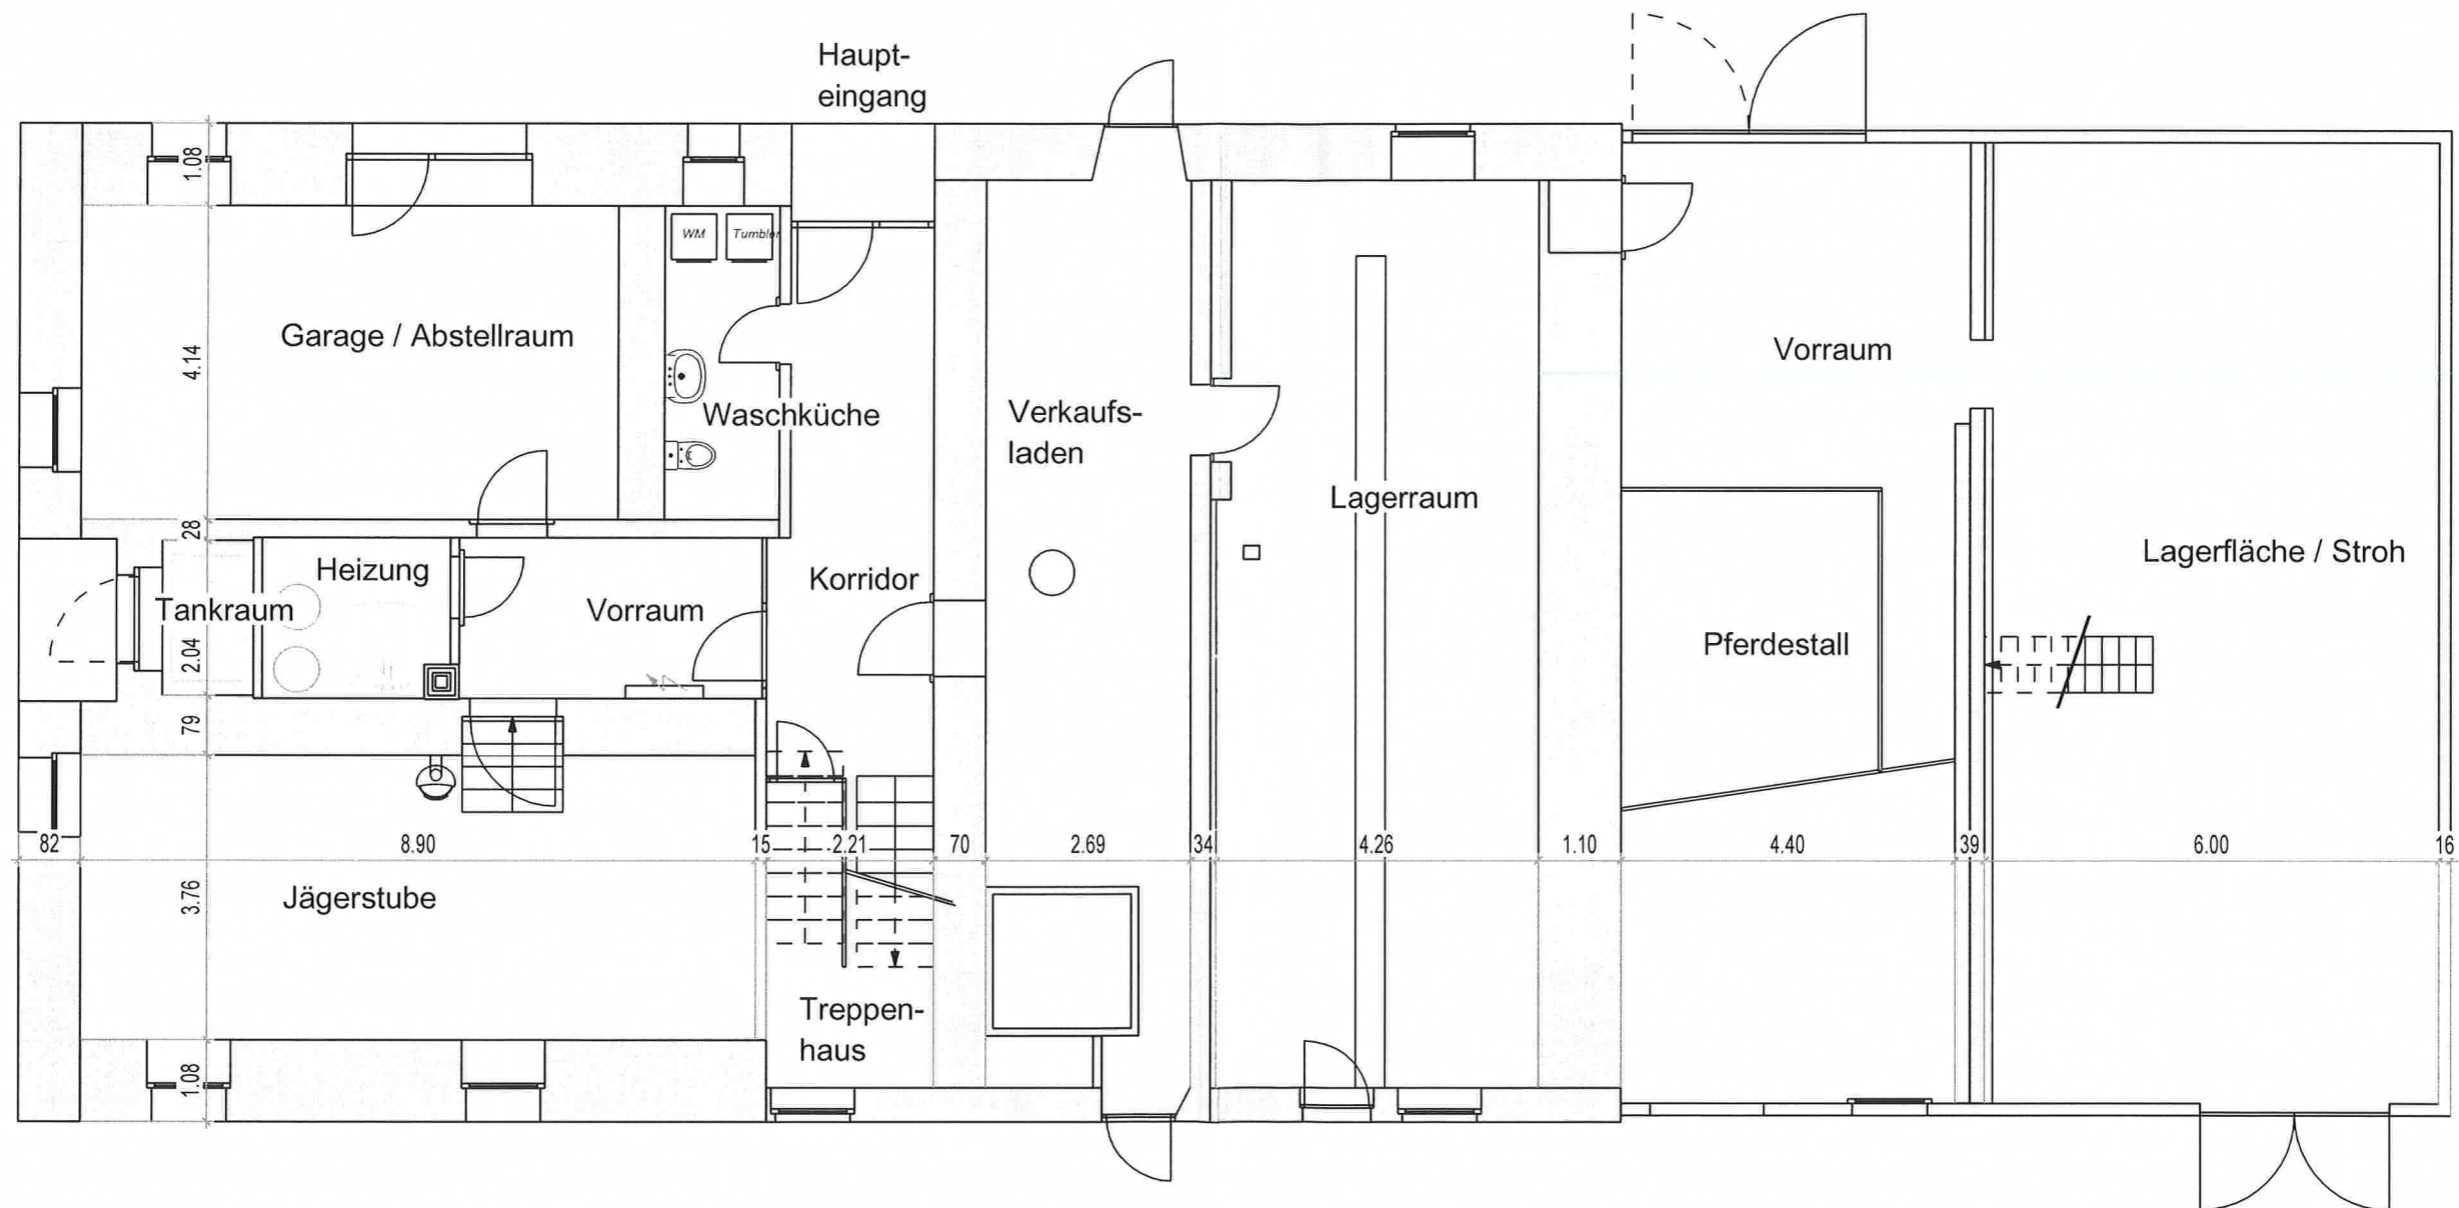 Haupt-
eingang
1.08
WM
Tumbler
Garage / Abstellraum
4.14
Waschküche
Verkaufs-
laden
Vorraum
Lagerraum
28
Heizung
Korridor
Lagerfläche / Stroh
Tankraum
Vorraum
2.04
Pferdestall
79
82
8.90
15
2.21
70
2.69
34
4.26
1.10
4.40
39
6.00
16
3.76
Jägerstube
Treppen-
haus
1.08